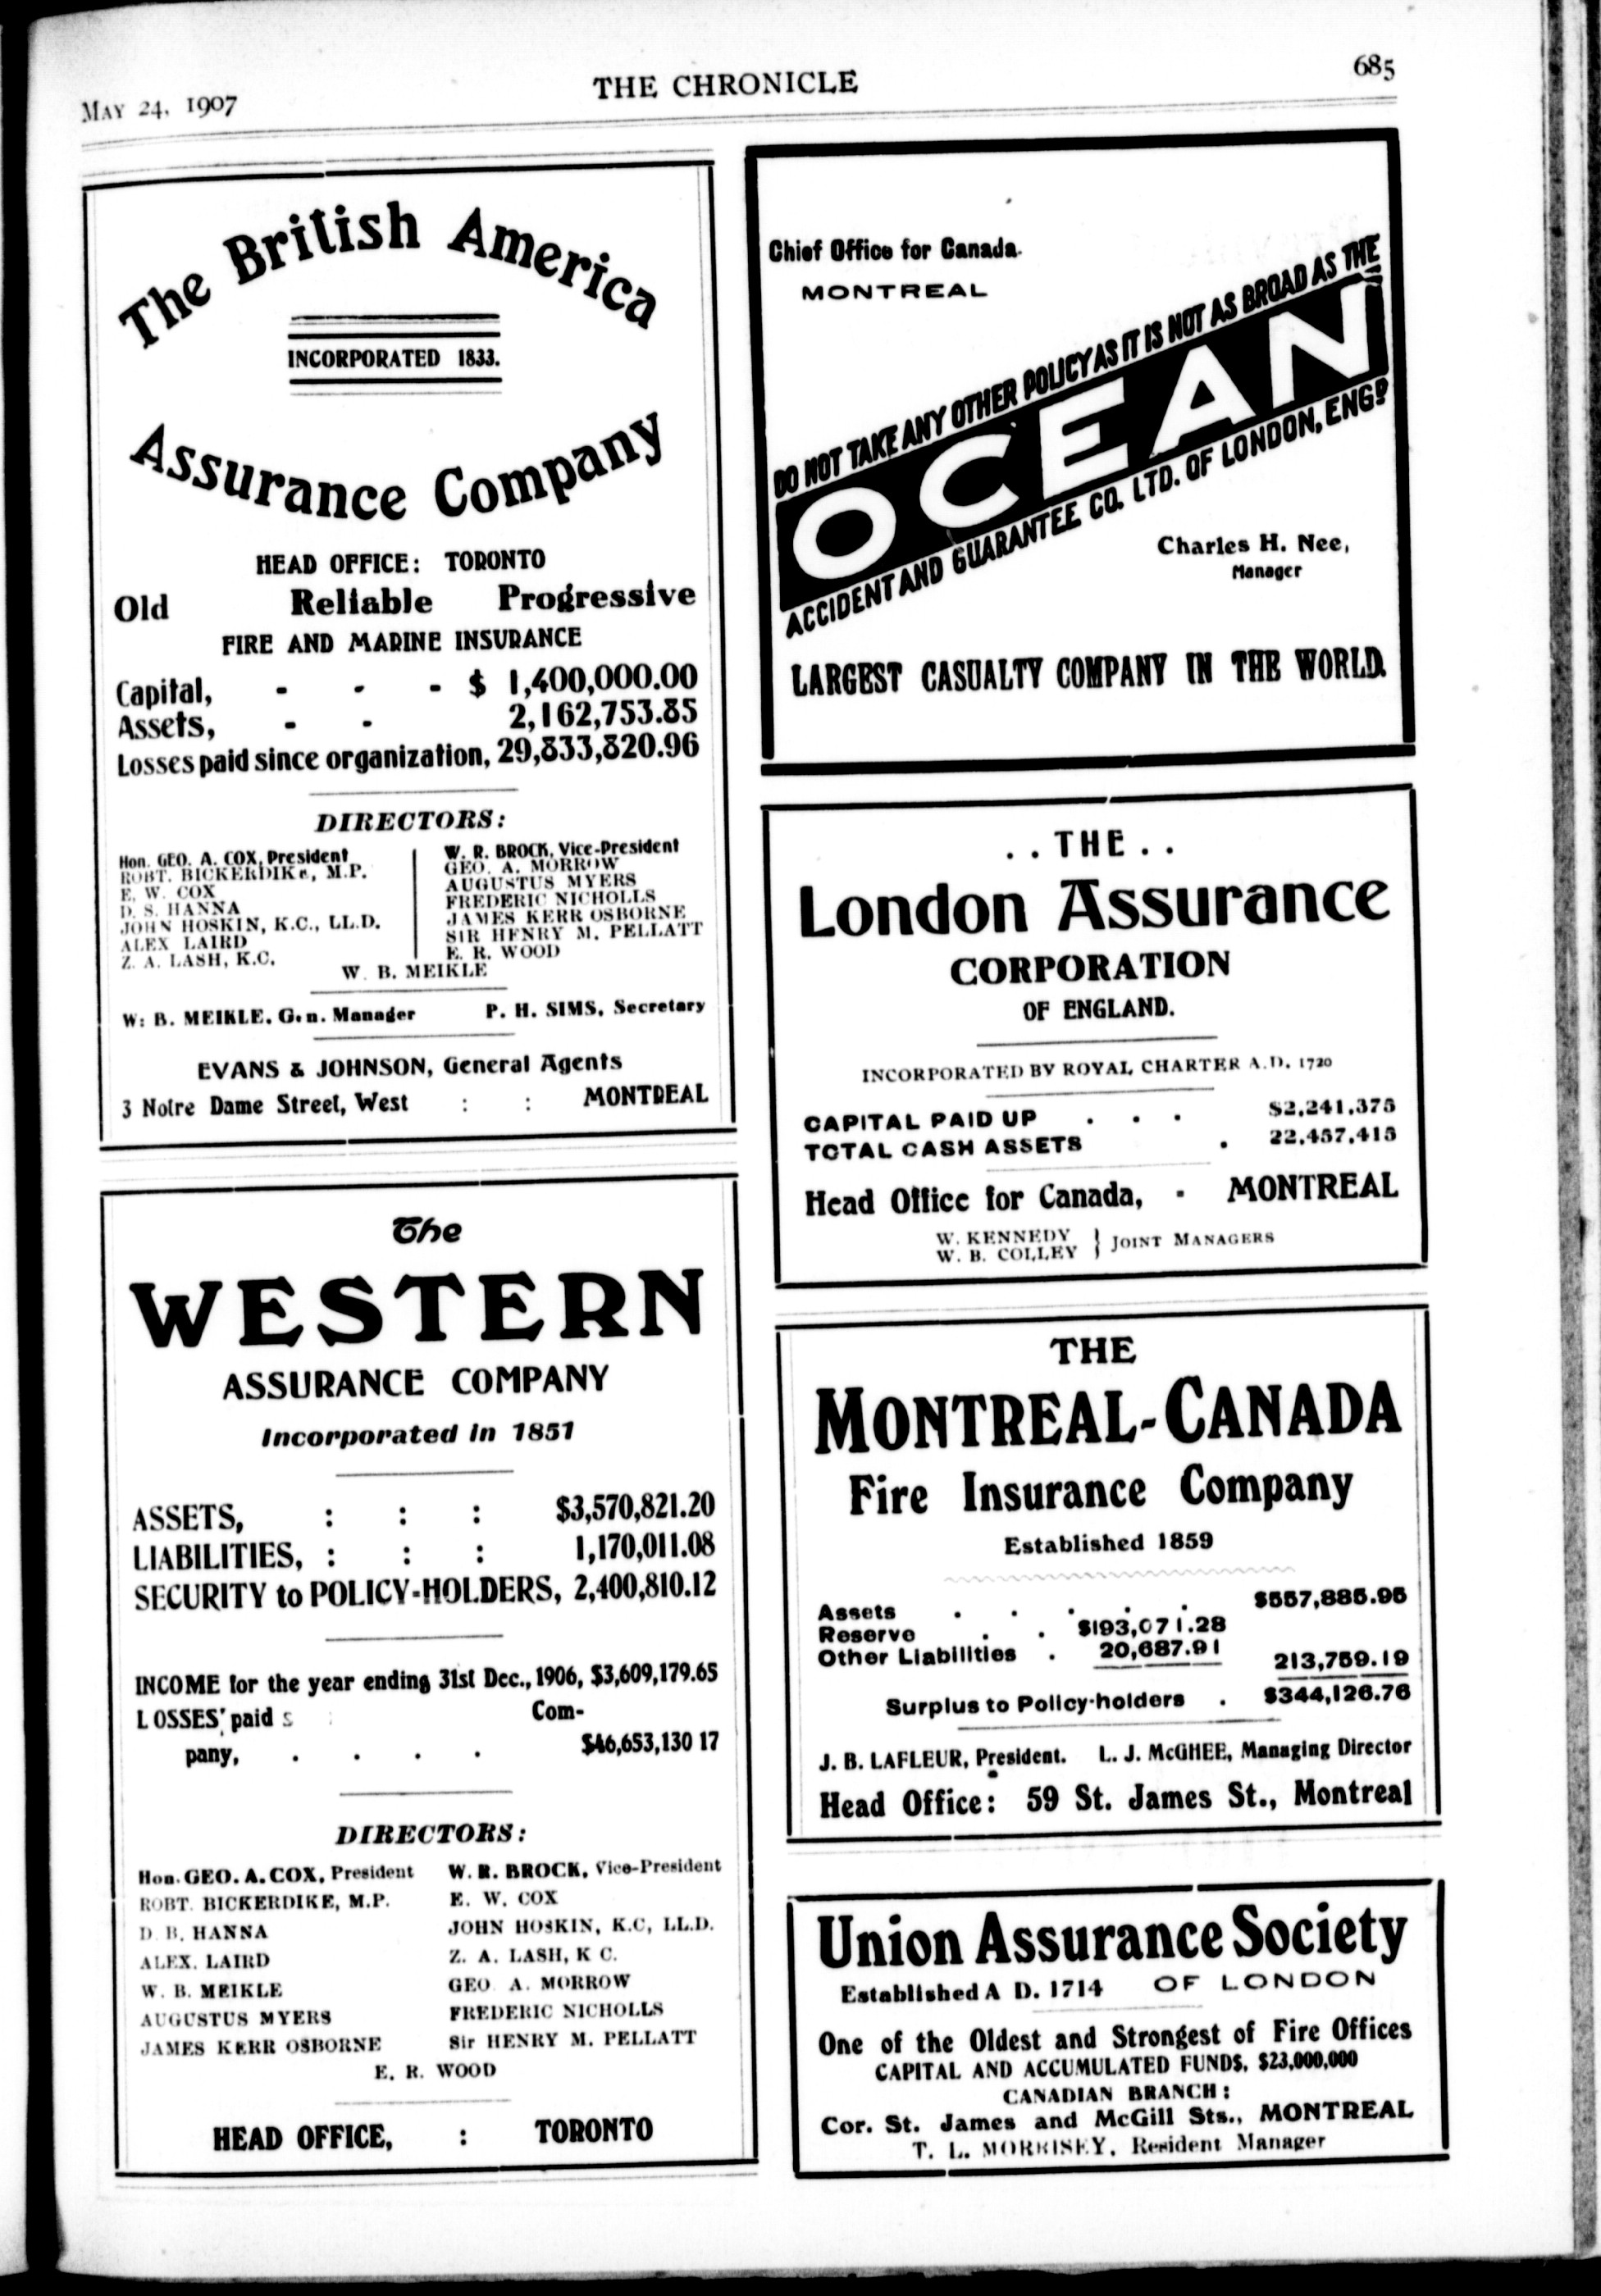 MAY 24, 1907
THE CHRONICLE
685
The British America
INCORPORATED 1833.
Assurance Company
HEAD OFFICE: TORONTO
Old Reliable Progressive
FIRE AND MARINE INSURANCE
Capital, - - - $ 1,400,000.00
Assets, - - 2,162,753.85
Losses paid since organization, 29,833,820.96
DIRECTORS:
Hon. GEO. A. COX, President
ROBT. BICKERDIKE, M.P.
E. W. COX
D. S. HANNA
JOHN HOSKIN, K.C., LL.D.
ALEX LAIRD
Z. A. LASH, K.C.
W. R. BROCK, Vice-President
GEO. A. MORROW
AUGUSTUS MYERS
FREDERIC NICHOLLS
JAMES KERR OSBORNE
SIR HENRY M. PELLATT
E. R. WOOD
W. B. MEIKLE
W. B. MEIKLE, Gen. Manager P. H. SIMS, Secretary
EVANS & JOHNSON, General Agents
3 Notre Dame Street, West : : MONTREAL
The
WESTERN
ASSURANCE COMPANY
Incorporated in 1851
ASSETS, : : : $3,570,821.20
LIABILITIES, : : : 1,170,011.08
SECURITY to POLICY-HOLDERS, 2,400,810.12
INCOME for the year ending 31st Dec., 1906, $3,609,179.65
LOSSES paid s Com-
pany, . . . . $46,653,130 17
DIRECTORS:
Hon. GEO. A. COX, President W. R. BROCK, Vice-President
ROBT. BICKERDIKE, M.P. E. W. COX
D. B. HANNA JOHN HOSKIN, K.C, LL.D.
ALEX. LAIRD Z. A. LASH, K C.
W. B. MEIKLE GEO A. MORROW
AUGUSTUS MYERS FREDERIC NICHOLLS
JAMES KERR OSBORNE Sir HENRY M. PELLATT
E. R. WOOD
HEAD OFFICE, : TORONTO
Chief Office for Canada.
MONTREAL
DO NOT TAKE ANY OTHER POLICY AS IT IS NOT AS BROAD AS THE
OCEAN
ACCIDENT AND GUARANTEE CO. LTD. OF LONDON, ENGD
Charles H. Nee,
Manager
LARGEST CASUALTY COMPANY IN THE WORLD.
..THE..
London Assurance
CORPORATION
OF ENGLAND.
INCORPORATED BY ROYAL CHARTER A.D. 1720
CAPITAL PAID UP . . . $2,241,375
TOTAL CASH ASSETS . 22,457,415
Head Office for Canada, - MONTREAL
W. KENNEDY
W. B. COLLEY } JOINT MANAGERS
THE
MONTREAL-CANADA
Fire Insurance Company
Established 1859
Assets . . . . . $557,885.95
Reserve . . $193,071.28
Other Liabilities . 20,687.91 213,759.19
Surplus to Policy-holders . $344,126.76
J. B. LAFLEUR, President. L. J. McGHEE, Managing Director
Head Office: 59 St. James St., Montreal
Union Assurance Society
Established A D. 1714 OF LONDON
One of the Oldest and Strongest of Fire Offices
CAPITAL AND ACCUMULATED FUNDS, $23,000,000
CANADIAN BRANCH:
Cor. St. James and McGill Sts., MONTREAL
T. L. MORRISEY, Resident Manager